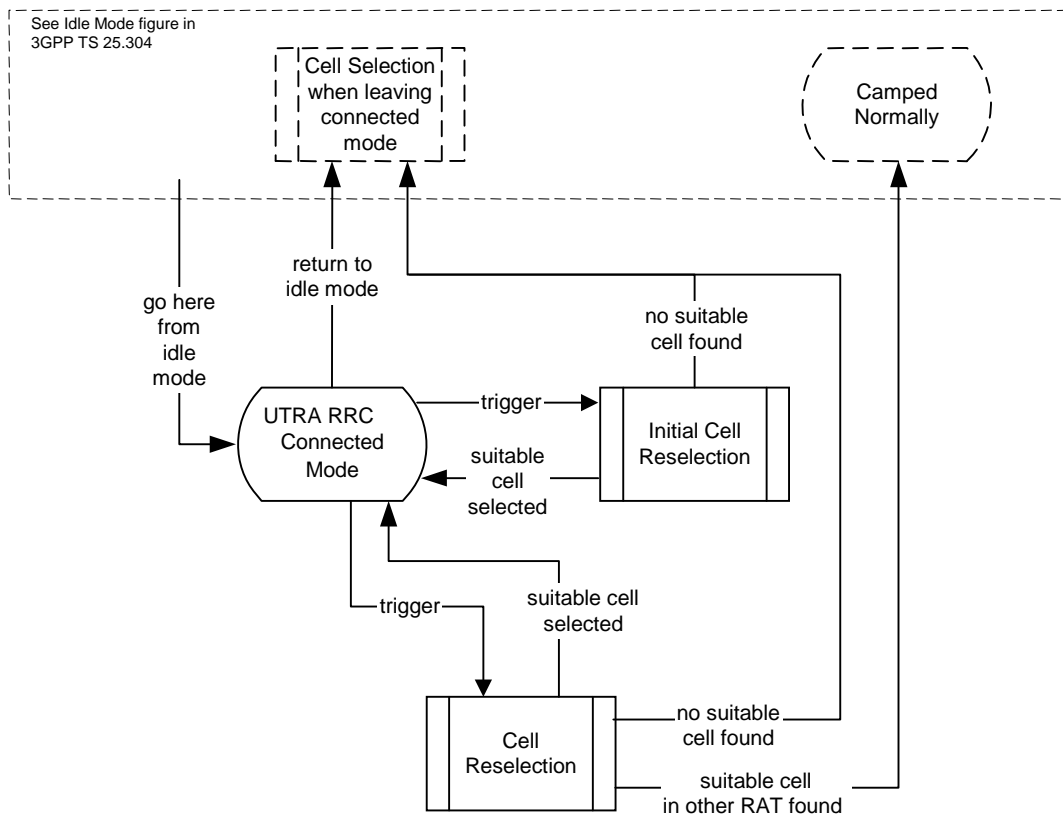 See Idle Mode figure in
3GPP TS 25.304
Cell Selection
when leaving
connected
mode
Camped
Normally
return to
idle mode
go here
from
idle
mode
no suitable
cell found
UTRA RRC
Connected
Mode
trigger
Initial Cell
Reselection
suitable
cell
selected
trigger
suitable cell
selected
Cell
Reselection
no suitable
cell found
suitable cell
in other RAT found